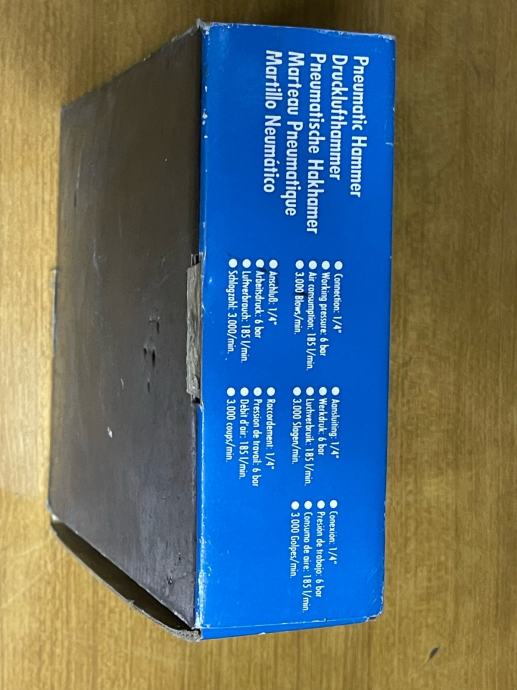 Pneumatic Hammer
Drucklufthammer
Pneumatische Hakhamer
Marteau Pneumatique
Martillo Neumático
● Connection: 1/4"
● Working pressure: 6 bar
● Air consumption: 185 l/min.
● 3.000 Blows/min.
● Anschluß: 1/4"
● Arbeitsdruck: 6 bar
● Luftverbrauch: 185 l/min.
● Schlagzahl: 3.000/min.
● Aansluiting: 1/4"
● Werkdruk: 6 bar
● Luchtverbruik: 185 l/min.
● 3.000 Slagen/min.
● Raccordement: 1/4"
● Pression de travail: 6 bar
● Débit d'air: 185 l/min.
● 3.000 coups/min.
● Conexión: 1/4"
● Presión de trabajo: 6 bar
● Consumo de aire: 185 l/min.
● 3.000 Golpes/min.